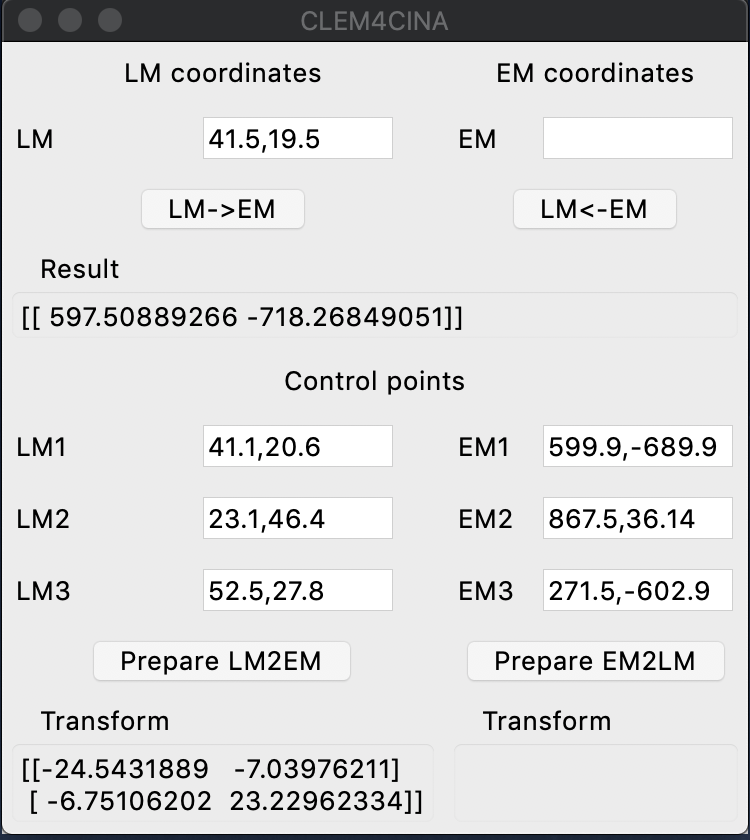 CLEM4CINA
LM coordinates EM coordinates
LM 41.5,19.5 EM
LM->EM LM<-EM
Result
[[ 597.50889266 -718.26849051]]
Control points
LM1 41.1,20.6 EM1 599.9,-689.9
LM2 23.1,46.4 EM2 867.5,36.14
LM3 52.5,27.8 EM3 271.5,-602.9
Prepare LM2EM Prepare EM2LM
Transform Transform
[[-24.5431889 -7.03976211]
[ -6.75106202 23.22962334]]